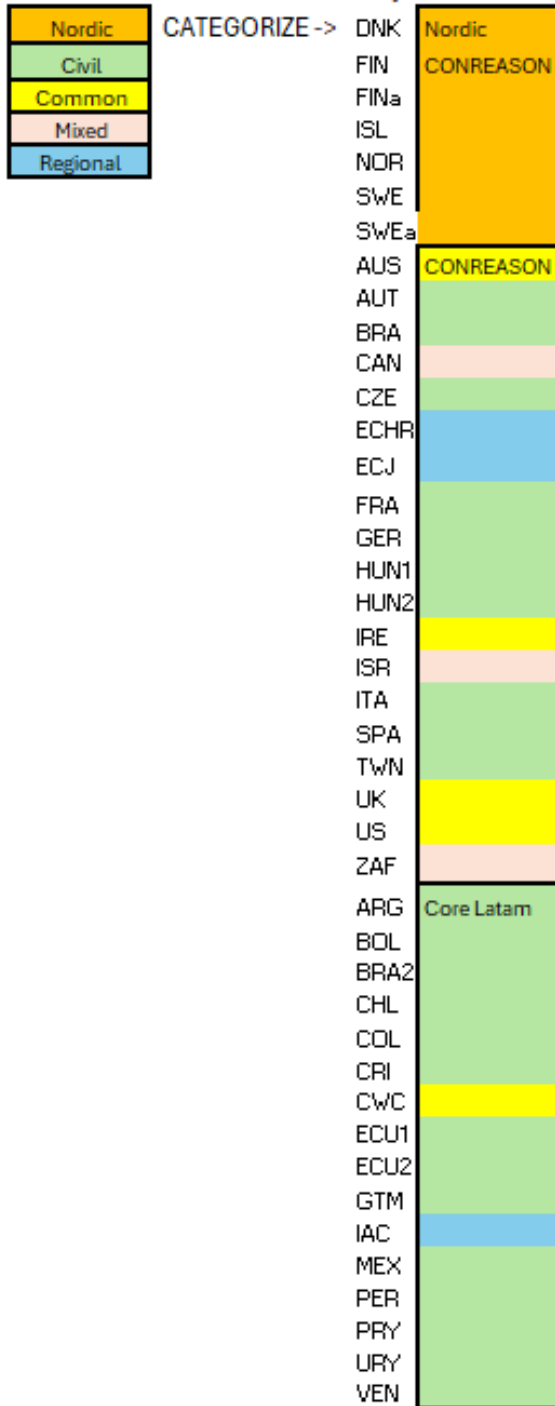 Nordic CATEGORIZE -> DNK Nordic
Civil FIN CONREASON
Common FINa
Mixed ISL
Regional NOR
SWE
SWEa
AUS CONREASON
AUT
BRA
CAN
CZE
ECHR
ECJ
FRA
GER
HUN1
HUN2
IRE
ISR
ITA
SPA
TWN
UK
US
ZAF
ARG Core Latam
BOL
BRA2
CHL
COL
CRI
CWC
ECU1
ECU2
GTM
IAC
MEX
PER
PRY
URY
VEN